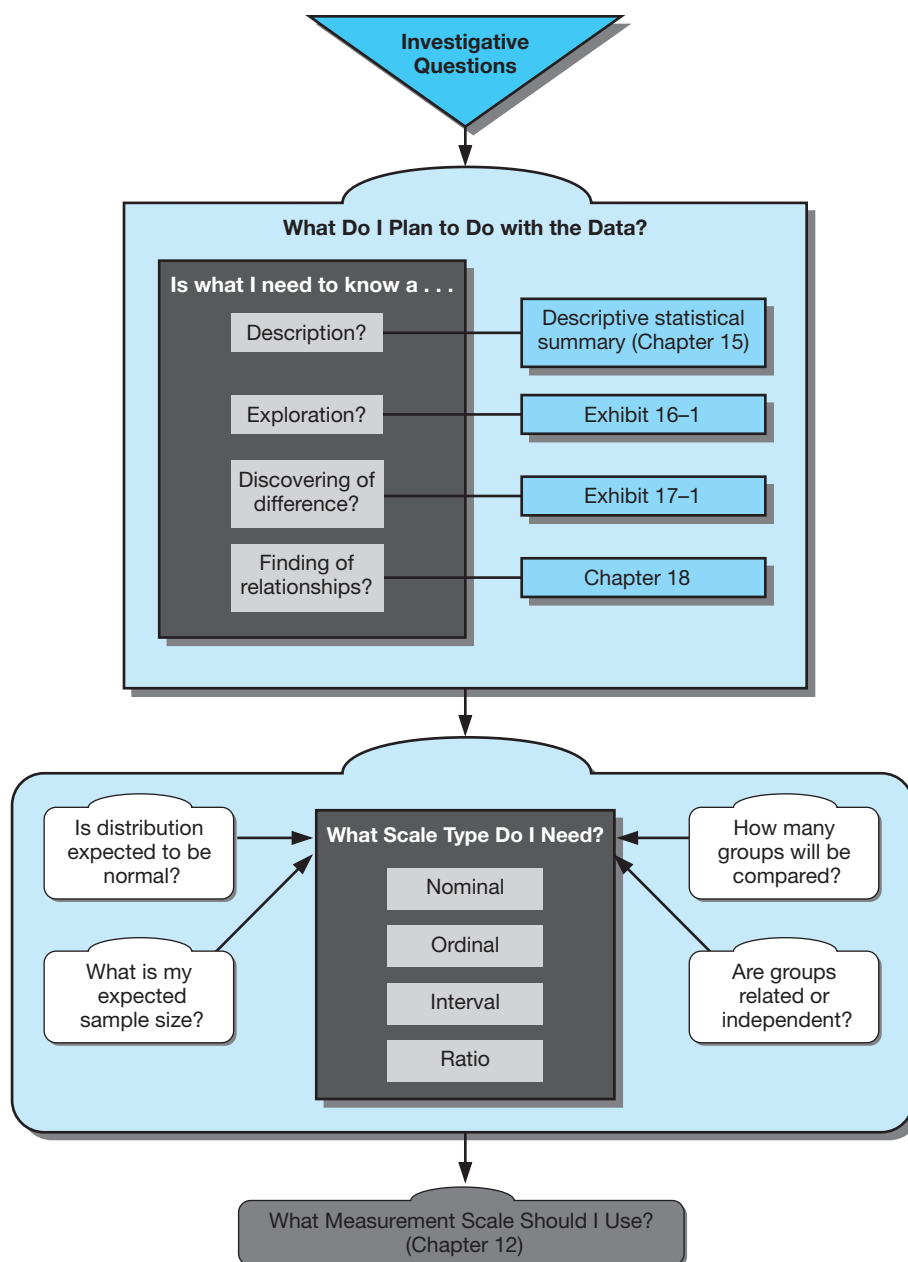 Investigative
Questions
What Do I Plan to Do with the Data?
Is what I need to know a . . .
Description?
Descriptive statistical
summary (Chapter 15)
Exploration?
Exhibit 16–1
Discovering of
difference?
Exhibit 17–1
Finding of
relationships?
Chapter 18
Is distribution
expected to be
normal?
What is my
expected
sample size?
What Scale Type Do I Need?
Nominal
Ordinal
Interval
Ratio
How many
groups will be
compared?
Are groups
related or
independent?
What Measurement Scale Should I Use?
(Chapter 12)